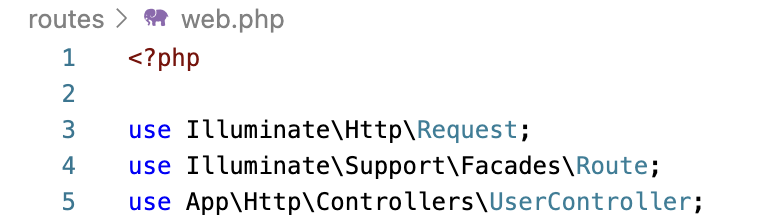 routes > web.php
1 <?php
2
3 use Illuminate\Http\Request;
4 use Illuminate\Support\Facades\Route;
5 use App\Http\Controllers\UserController;